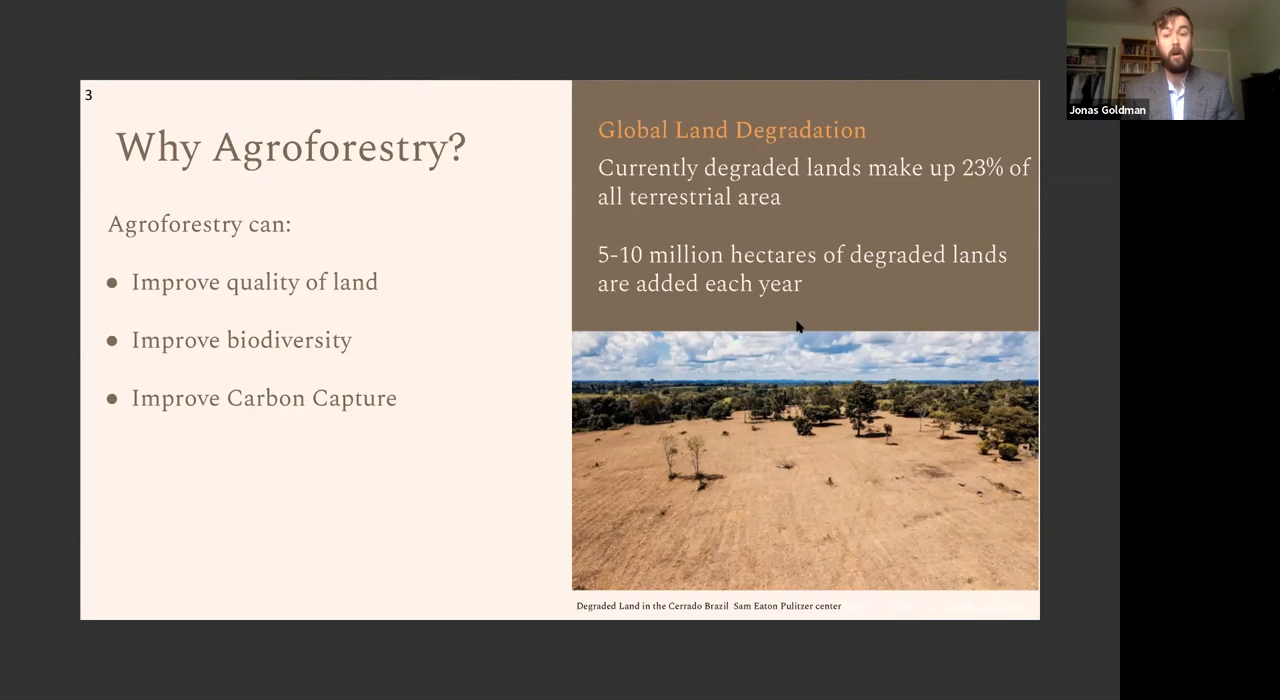 3
Why Agroforestry?
Agroforestry can:
● Improve quality of land
● Improve biodiversity
● Improve Carbon Capture
Global Land Degradation
Currently degraded lands make up 23% of
all terrestrial area
5-10 million hectares of degraded lands
are added each year
Degraded Land in the Cerrado Brazil  Sam Eaton Pulitzer center
Jonas Goldman